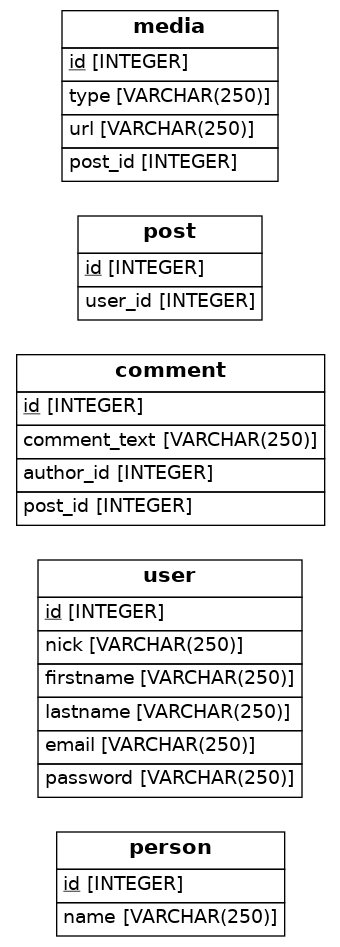 media
id [INTEGER]
type [VARCHAR(250)]
url [VARCHAR(250)]
post_id [INTEGER]
post
id [INTEGER]
user_id [INTEGER]
comment
id [INTEGER]
comment_text [VARCHAR(250)]
author_id [INTEGER]
post_id [INTEGER]
user
id [INTEGER]
nick [VARCHAR(250)]
firstname [VARCHAR(250)]
lastname [VARCHAR(250)]
email [VARCHAR(250)]
password [VARCHAR(250)]
person
id [INTEGER]
name [VARCHAR(250)]